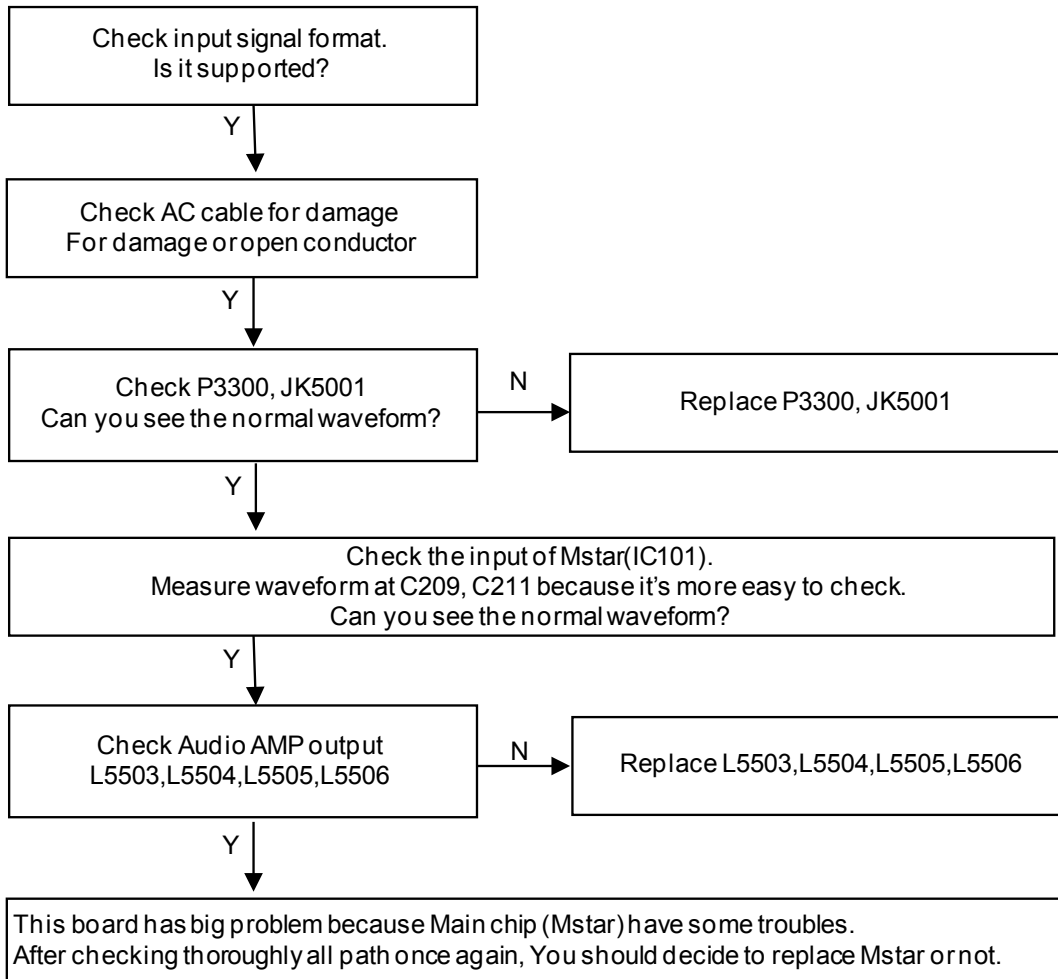 Check input signal format.
Is it supported?
Y
Check AC cable for damage
For damage or open conductor
Y
Check P3300, JK5001
Can you see the normal waveform?
N
Replace P3300, JK5001
Y
Check the input of Mstar(IC101).
Measure waveform at C209, C211 because it's more easy to check.
Can you see the normal waveform?
Y
Check Audio AMP output
L5503,L5504,L5505,L5506
N
Replace L5503,L5504,L5505,L5506
Y
This board has big problem because Main chip (Mstar) have some troubles.
After checking thoroughly all path once again, You should decide to replace Mstar or not.